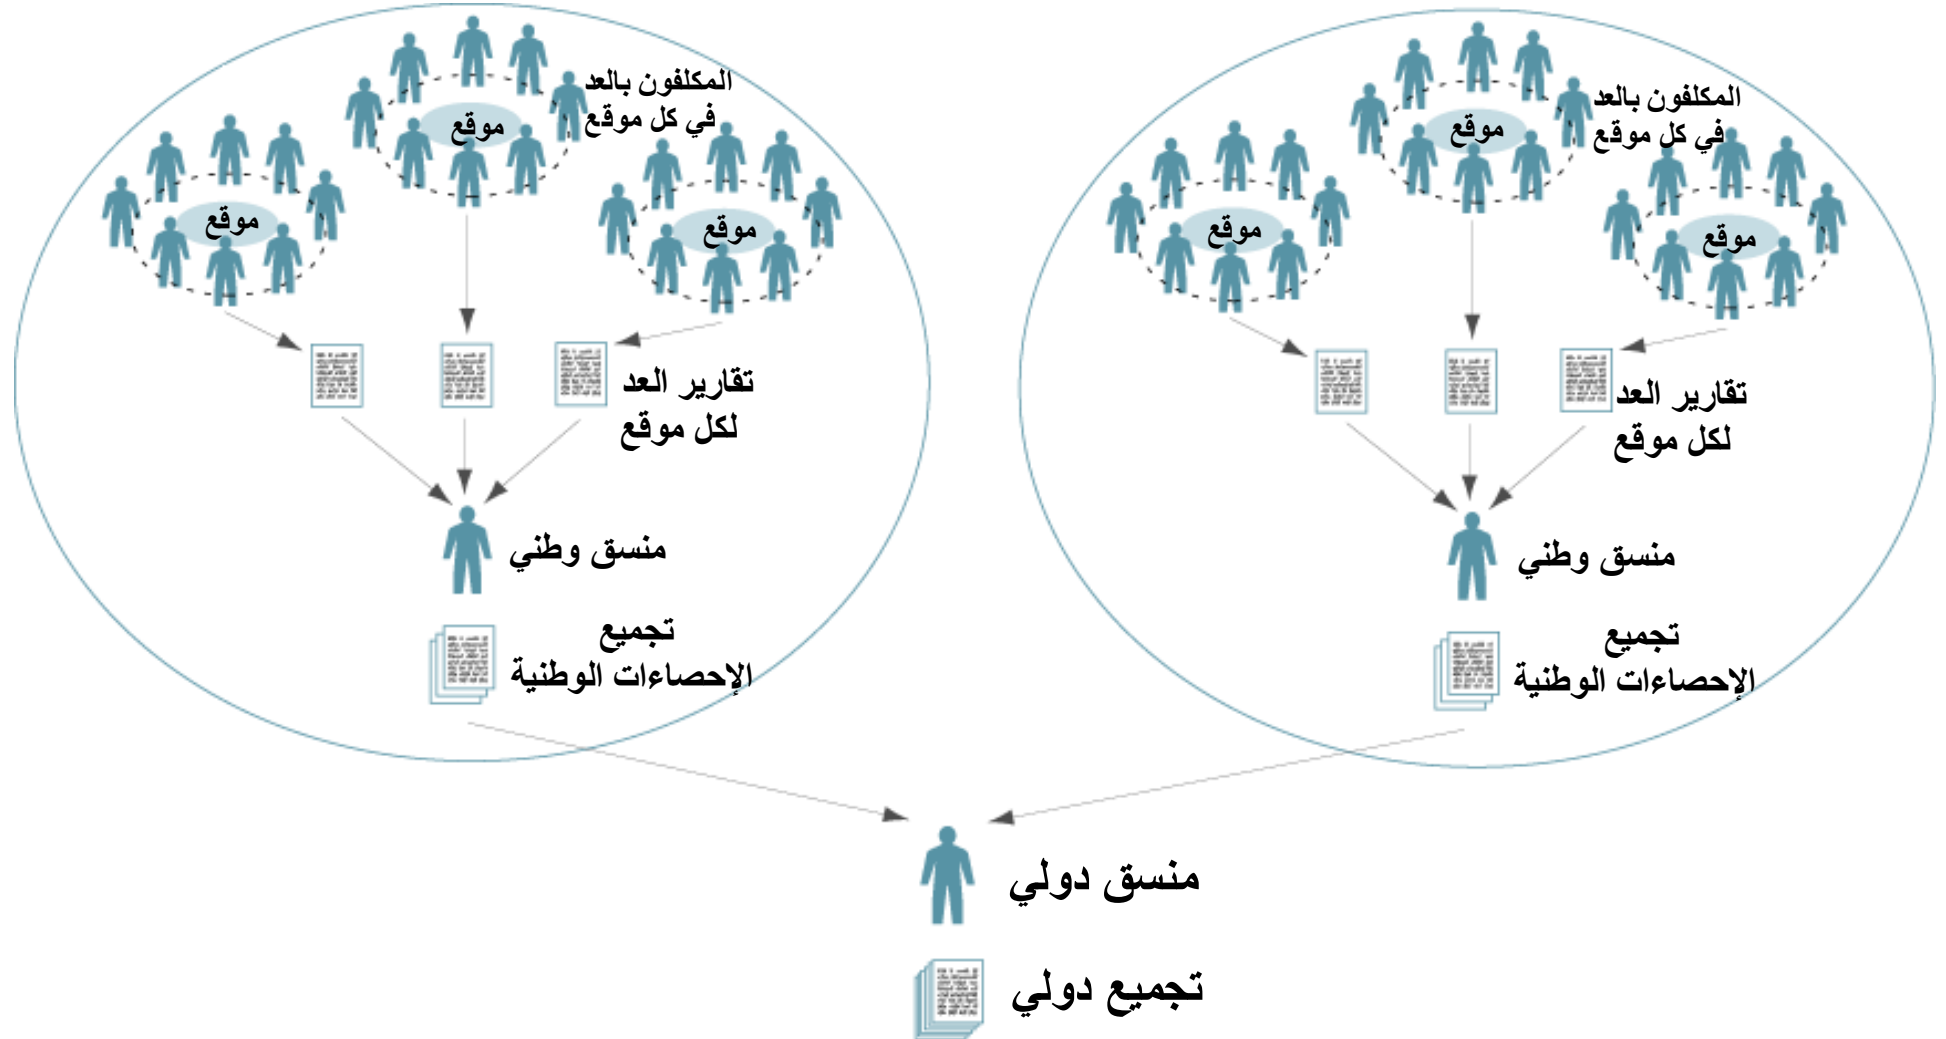 المكلفون بالعد
في كل موقع
موقع
موقع
موقع
تقارير العد
لكل موقع
منسق وطني
تجميع
الإحصاءات الوطنية
المكلفون بالعد
في كل موقع
موقع
موقع
موقع
تقارير العد
لكل موقع
منسق وطني
تجميع
الإحصاءات الوطنية
منسق دولي
تجميع دولي